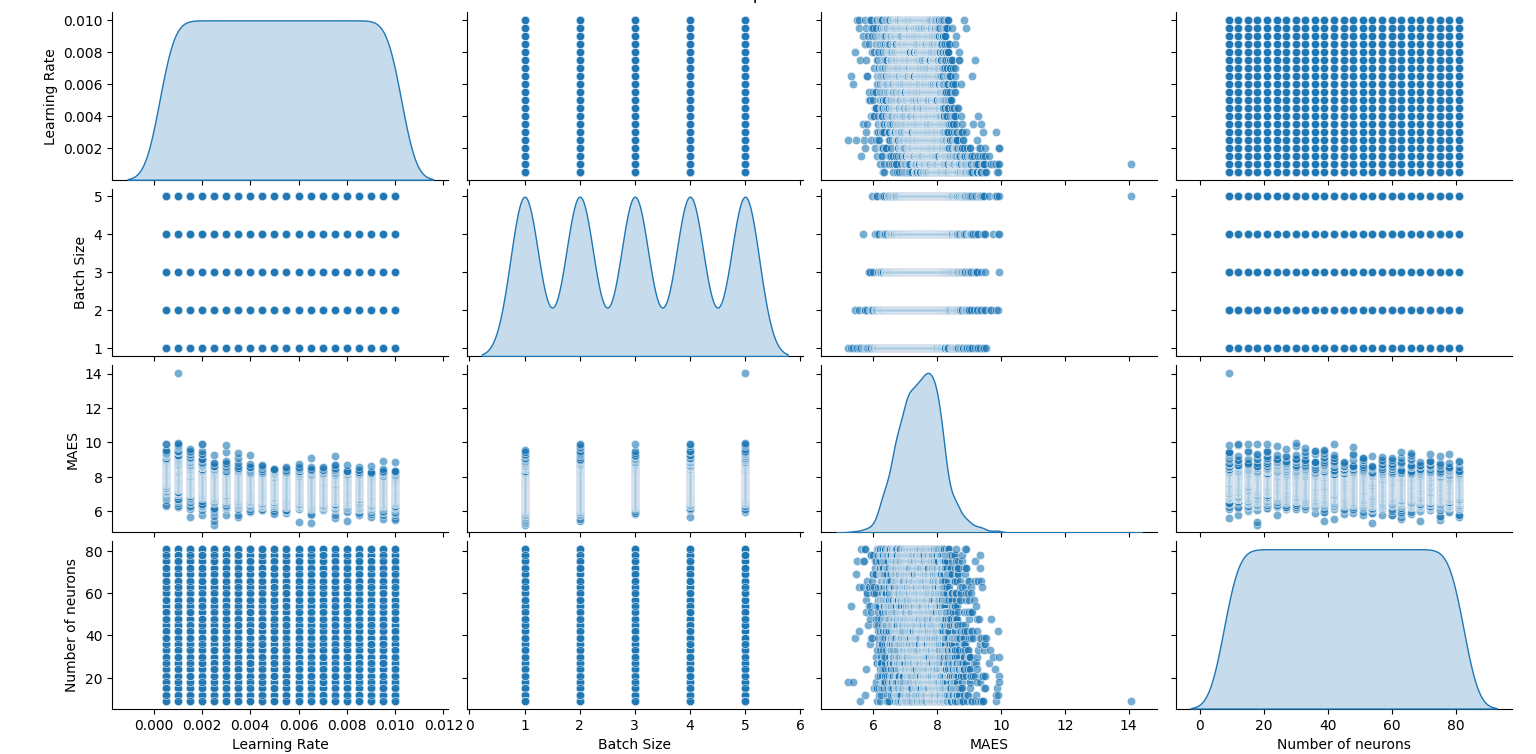 0.010
0.008
0.006
0.004
0.002
Learning Rate
5
4
3
2
1
Batch Size
14
12
10
8
6
MAES
80
60
40
20
Number of neurons
0.000 0.002 0.004 0.006 0.008 0.010 0.012
Learning Rate
0 1 2 3 4 5 6
Batch Size
6 8 10 12 14
MAES
0 20 40 60 80
Number of neurons